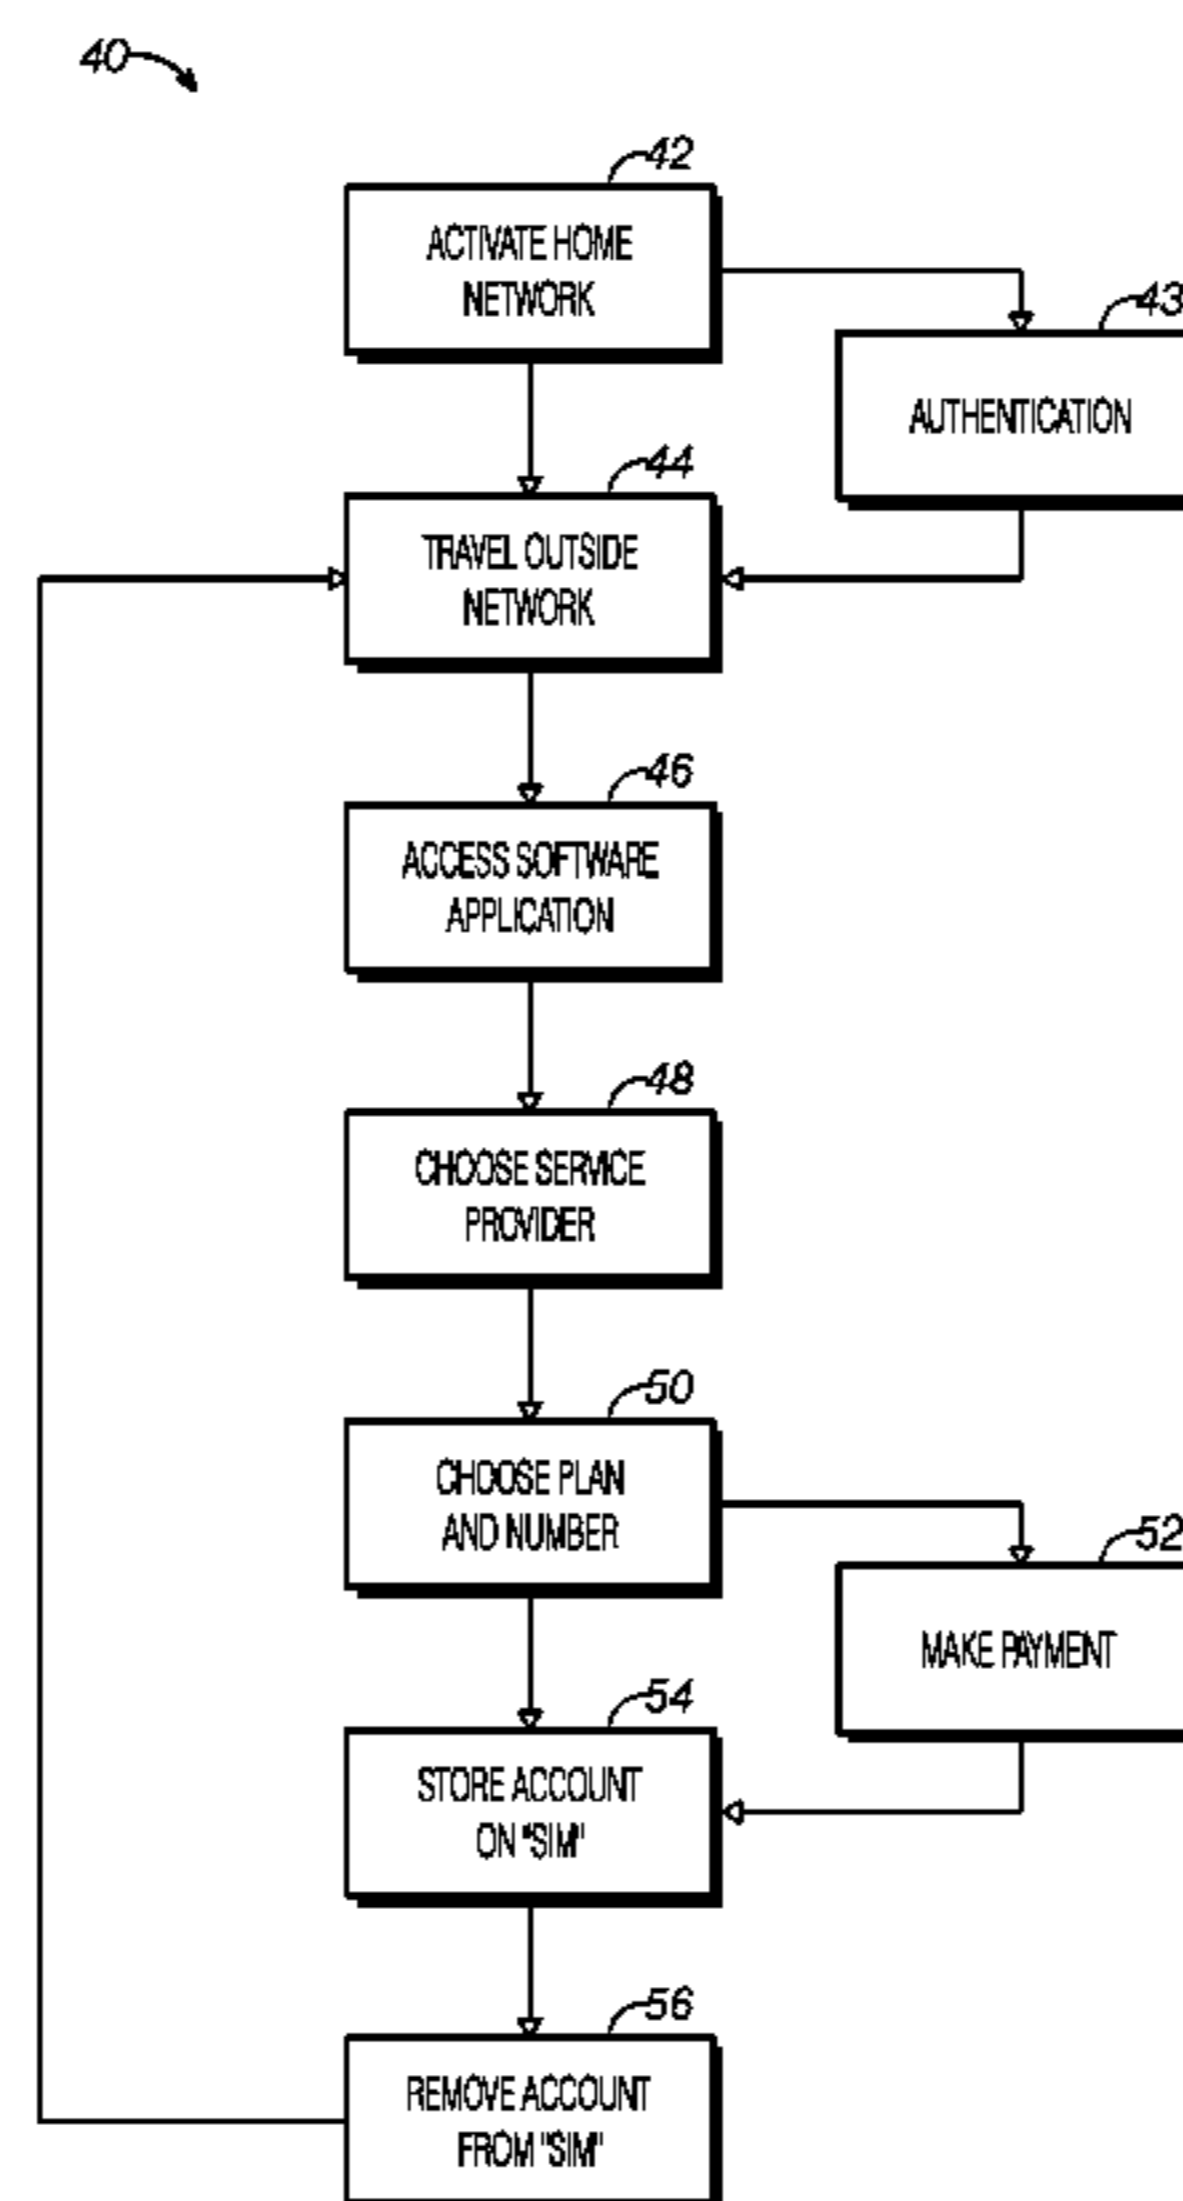 40
42
ACTIVATE HOME
NETWORK
43
AUTHENTICATION
44
TRAVEL OUTSIDE
NETWORK
46
ACCESS SOFTWARE
APPLICATION
48
CHOOSE SERVICE
PROVIDER
50
CHOOSE PLAN
AND NUMBER
52
MAKE PAYMENT
54
STORE ACCOUNT
ON "SIM"
56
REMOVE ACCOUNT
FROM "SIM"